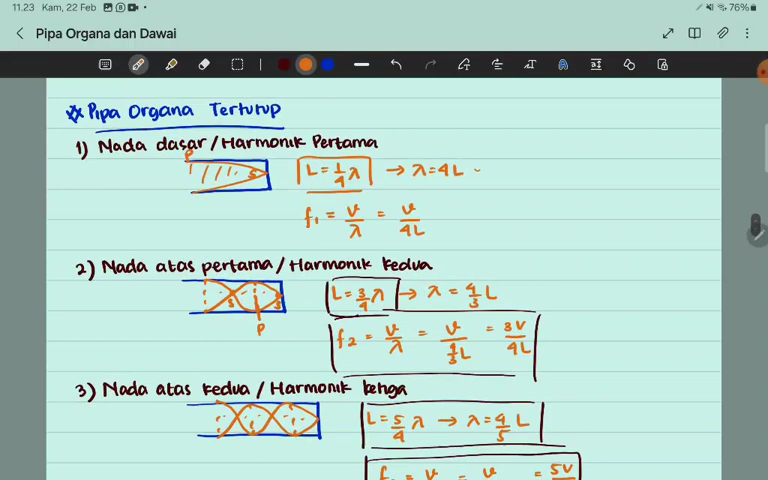 11.23 Kam, 22 Feb 76%
Pipa Organa dan Dawai
Pipa Organa Tertutup
1) Nada dasar / Harmonik Pertama
P
S
L = 1/4 λ → λ = 4L
f₁ = v/λ = v/4L
2) Nada atas pertama / Harmonik kedua
S S
P
L = 3/4 λ → λ = 4/3 L
f₂ = v/λ = v/(4/3 L) = 3v/4L
3) Nada atas kedua / Harmonik ketiga
L = 5/4 λ → λ = 4/5 L
= v = v = 5v